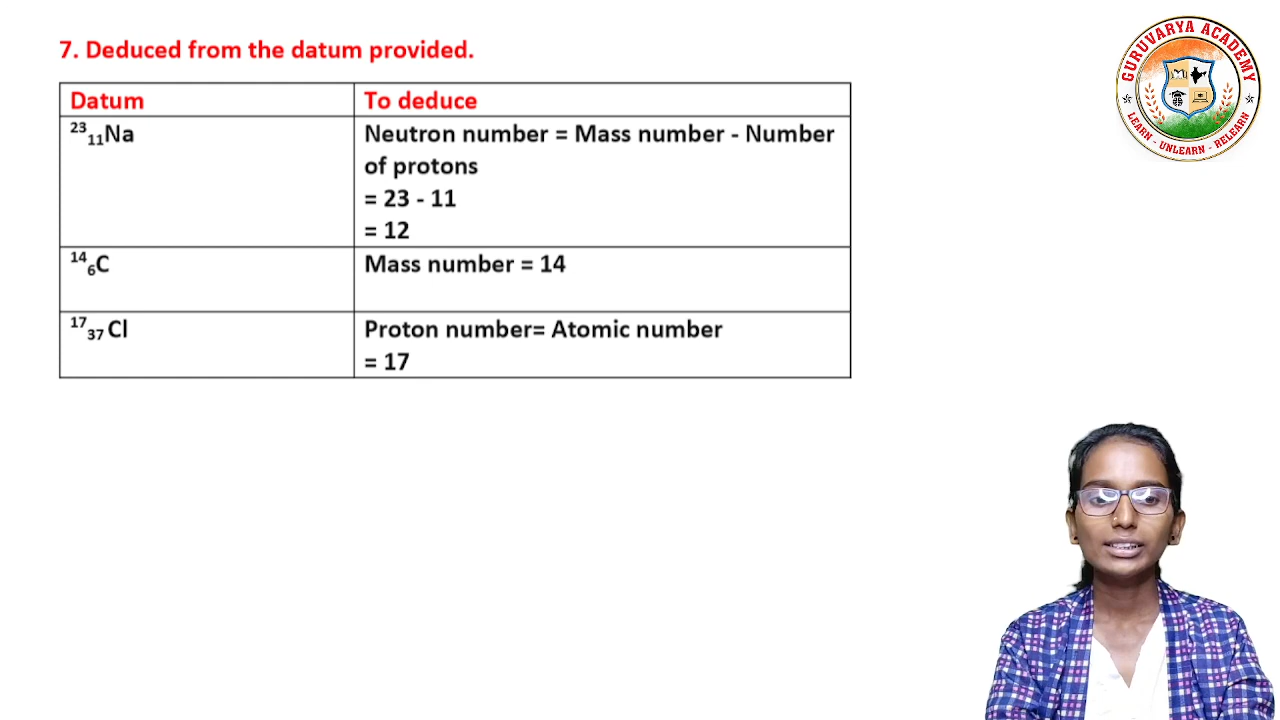 7. Deduced from the datum provided.
Datum To deduce
²³₁₁Na Neutron number = Mass number - Number
of protons
= 23 - 11
= 12
¹⁴₆C Mass number = 14
¹⁷₃₇Cl Proton number= Atomic number
= 17
GURUVARYA ACADEMY
LEARN - UNLEARN - RELEARN